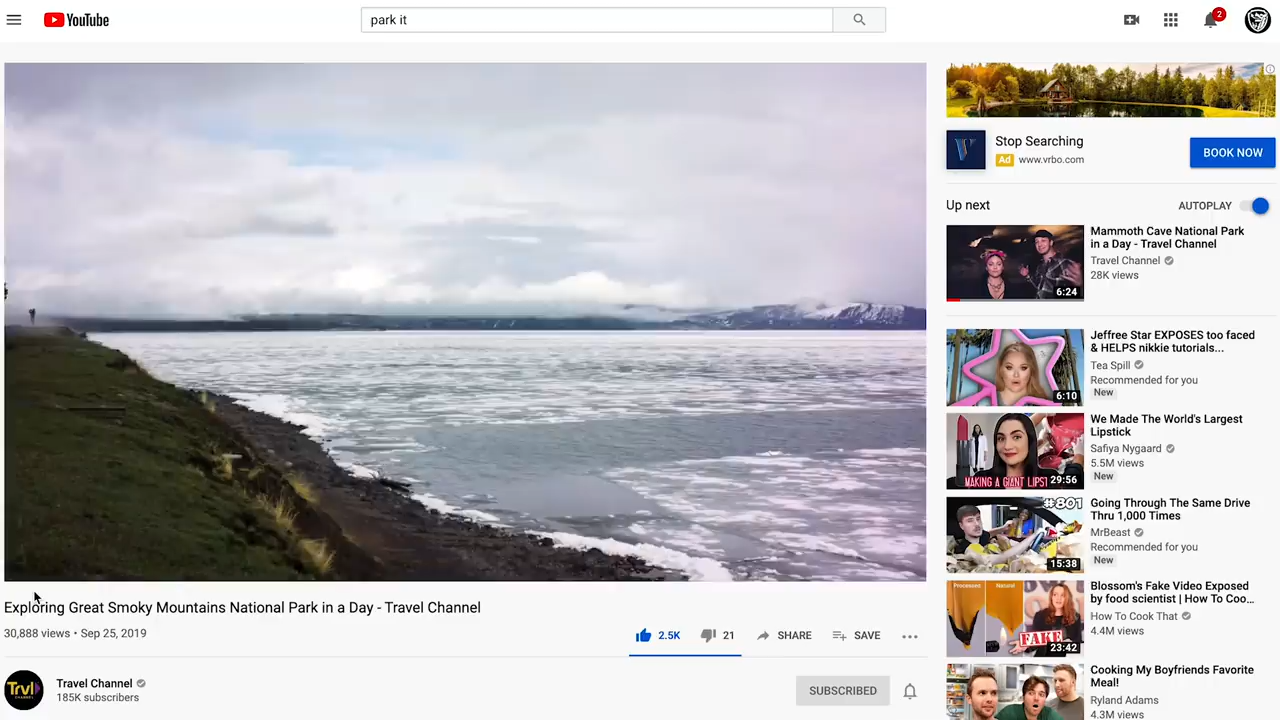 YouTube
park it
2
Stop Searching
Ad www.vrbo.com
BOOK NOW
Up next
AUTOPLAY
6:24
Mammoth Cave National Park
in a Day - Travel Channel
Travel Channel
28K views
6:10
Jeffree Star EXPOSES too faced
& HELPS nikkie tutorials...
Tea Spill
Recommended for you
New
MAKING A GIANT LIPST
29:56
We Made The World's Largest
Lipstick
Safiya Nygaard
5.5M views
New
#801
15:38
Going Through The Same Drive
Thru 1,000 Times
MrBeast
Recommended for you
New
Processed
Natural
FAKE
23:42
Blossom's Fake Video Exposed
by food scientist | How To Coo...
How To Cook That
4.4M views
Cooking My Boyfriends Favorite
Meal!
Ryland Adams
4.3M views
Exploring Great Smoky Mountains National Park in a Day - Travel Channel
30,888 views • Sep 25, 2019
2.5K
21
SHARE
SAVE
Trvl
CHANNEL
Travel Channel
185K subscribers
SUBSCRIBED